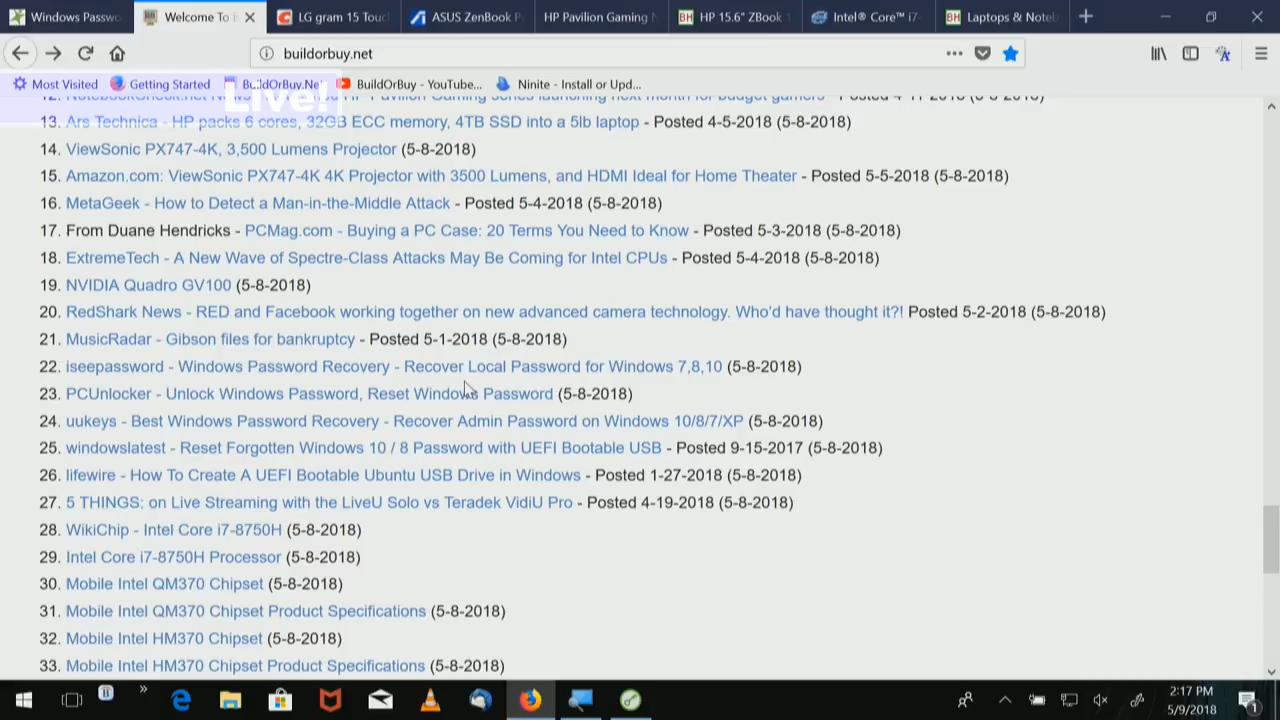 Windows Passwo
Welcome To
LG gram 15 Touc
ASUS ZenBook P
HP Pavilion Gaming N
HP 15.6" ZBook 1
Intel® Core™ i7-
Laptops & Noteb
buildorbuy.net
Most Visited
Getting Started
BuildOrBuy.Ne
BuildOrBuy - YouTube...
Ninite - Install or Upd...
Live!
13. Ars Technica - HP packs 6 cores, 32GB ECC memory, 4TB SSD into a 5lb laptop - Posted 4-5-2018 (5-8-2018)
14. ViewSonic PX747-4K, 3,500 Lumens Projector (5-8-2018)
15. Amazon.com: ViewSonic PX747-4K 4K Projector with 3500 Lumens, and HDMI Ideal for Home Theater - Posted 5-5-2018 (5-8-2018)
16. MetaGeek - How to Detect a Man-in-the-Middle Attack - Posted 5-4-2018 (5-8-2018)
17. From Duane Hendricks - PCMag.com - Buying a PC Case: 20 Terms You Need to Know - Posted 5-3-2018 (5-8-2018)
18. ExtremeTech - A New Wave of Spectre-Class Attacks May Be Coming for Intel CPUs - Posted 5-4-2018 (5-8-2018)
19. NVIDIA Quadro GV100 (5-8-2018)
20. RedShark News - RED and Facebook working together on new advanced camera technology. Who'd have thought it?! Posted 5-2-2018 (5-8-2018)
21. MusicRadar - Gibson files for bankruptcy - Posted 5-1-2018 (5-8-2018)
22. iseepassword - Windows Password Recovery - Recover Local Password for Windows 7,8,10 (5-8-2018)
23. PCUnlocker - Unlock Windows Password, Reset Windows Password (5-8-2018)
24. uukeys - Best Windows Password Recovery - Recover Admin Password on Windows 10/8/7/XP (5-8-2018)
25. windowslatest - Reset Forgotten Windows 10 / 8 Password with UEFI Bootable USB - Posted 9-15-2017 (5-8-2018)
26. lifewire - How To Create A UEFI Bootable Ubuntu USB Drive in Windows - Posted 1-27-2018 (5-8-2018)
27. 5 THINGS: on Live Streaming with the LiveU Solo vs Teradek VidiU Pro - Posted 4-19-2018 (5-8-2018)
28. WikiChip - Intel Core i7-8750H (5-8-2018)
29. Intel Core i7-8750H Processor (5-8-2018)
30. Mobile Intel QM370 Chipset (5-8-2018)
31. Mobile Intel QM370 Chipset Product Specifications (5-8-2018)
32. Mobile Intel HM370 Chipset (5-8-2018)
33. Mobile Intel HM370 Chipset Product Specifications (5-8-2018)
2:17 PM
5/9/2018
1